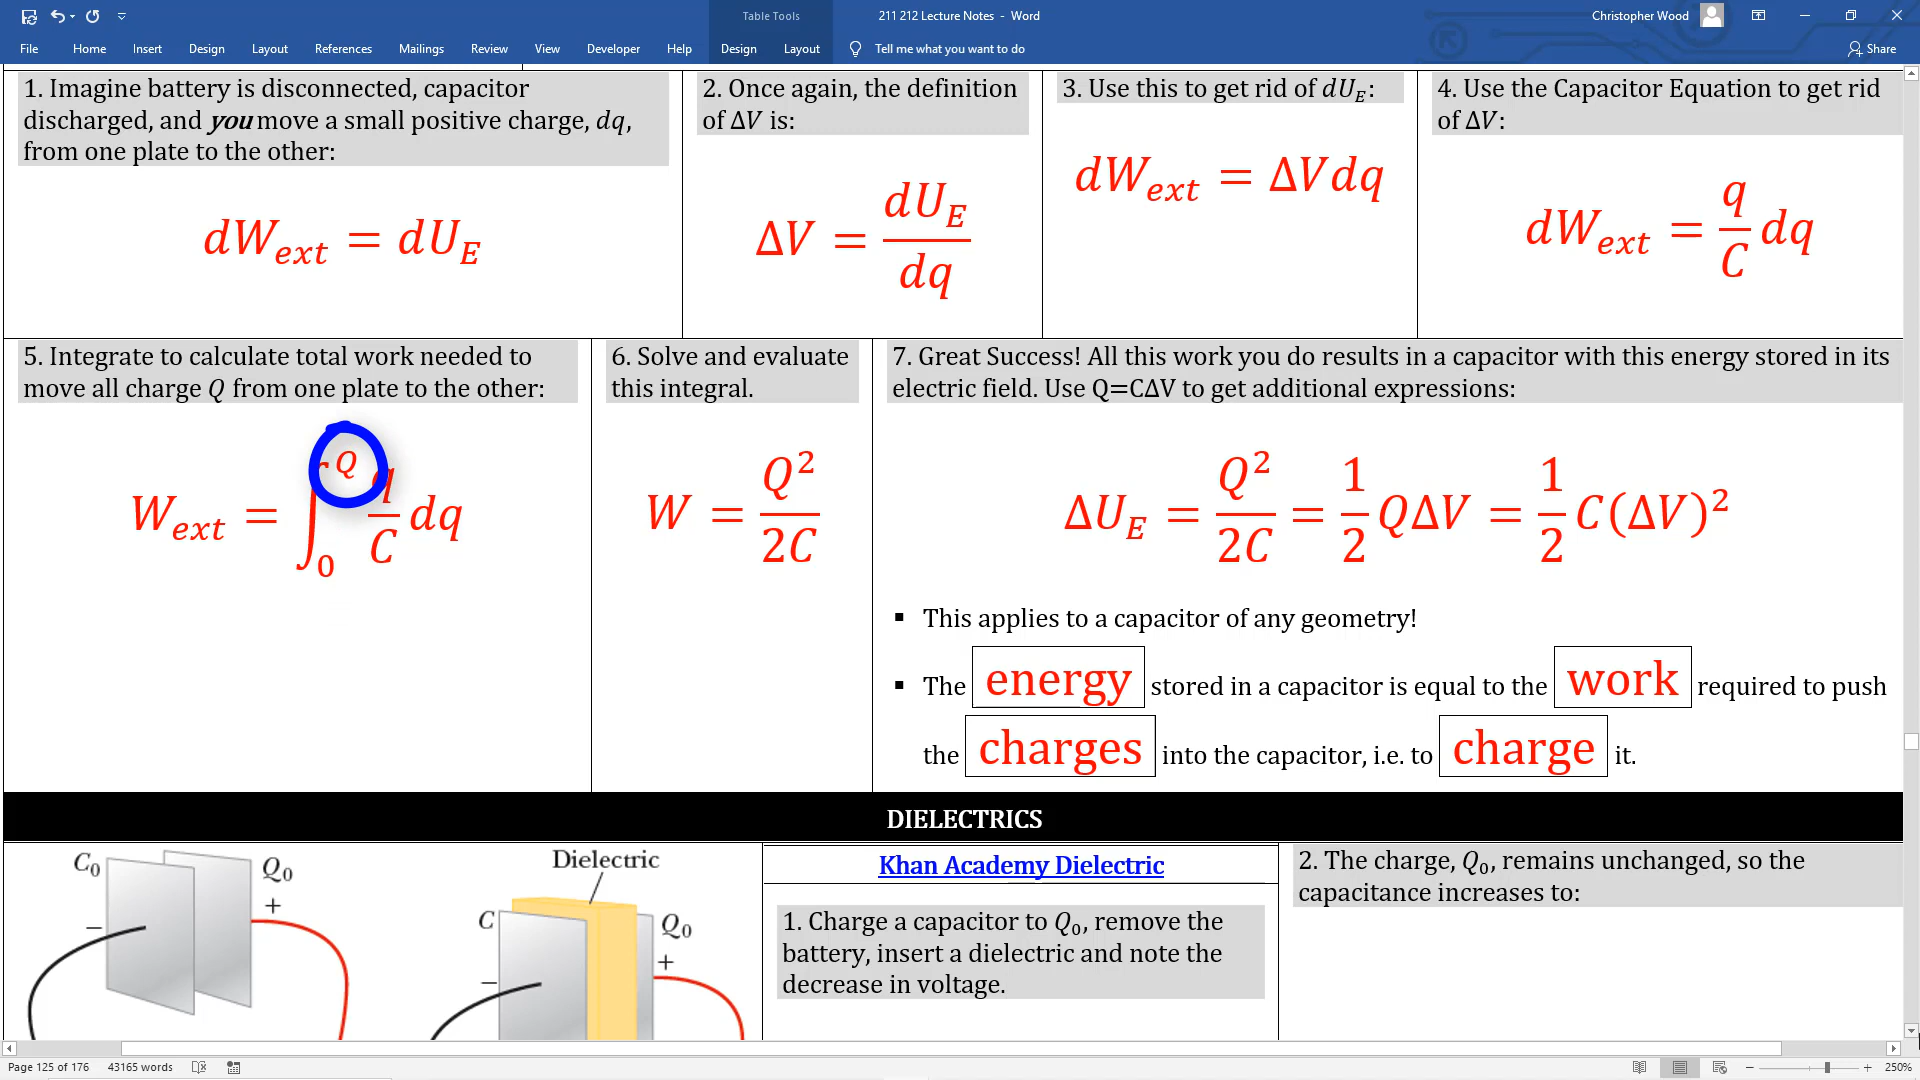 Table Tools
211 212 Lecture Notes - Word
Christopher Wood
File Home Insert Design Layout References Mailings Review View Developer Help Design Layout Tell me what you want to do Share
1. Imagine battery is disconnected, capacitor
discharged, and you move a small positive charge, dq,
from one plate to the other:
dW_ext = dU_E
2. Once again, the definition
of ΔV is:
ΔV = dU_E/dq
3. Use this to get rid of dU_E:
dW_ext = ΔVdq
4. Use the Capacitor Equation to get rid
of ΔV:
dW_ext = q/C dq
5. Integrate to calculate total work needed to
move all charge Q from one plate to the other:
W_ext = ∫_0^Q q/C dq
6. Solve and evaluate
this integral.
W = Q²/2C
7. Great Success! All this work you do results in a capacitor with this energy stored in its
electric field. Use Q=CΔV to get additional expressions:
ΔU_E = Q²/2C = 1/2 QΔV = 1/2 C(ΔV)²
▪ This applies to a capacitor of any geometry!
▪ The energy stored in a capacitor is equal to the work required to push
the charges into the capacitor, i.e. to charge it.
DIELECTRICS
C₀
Q₀
+
−
Dielectric
C
Q₀
+
−
Khan Academy Dielectric
1. Charge a capacitor to Q₀, remove the
battery, insert a dielectric and note the
decrease in voltage.
2. The charge, Q₀, remains unchanged, so the
capacitance increases to:
Page 125 of 176 43165 words
250%